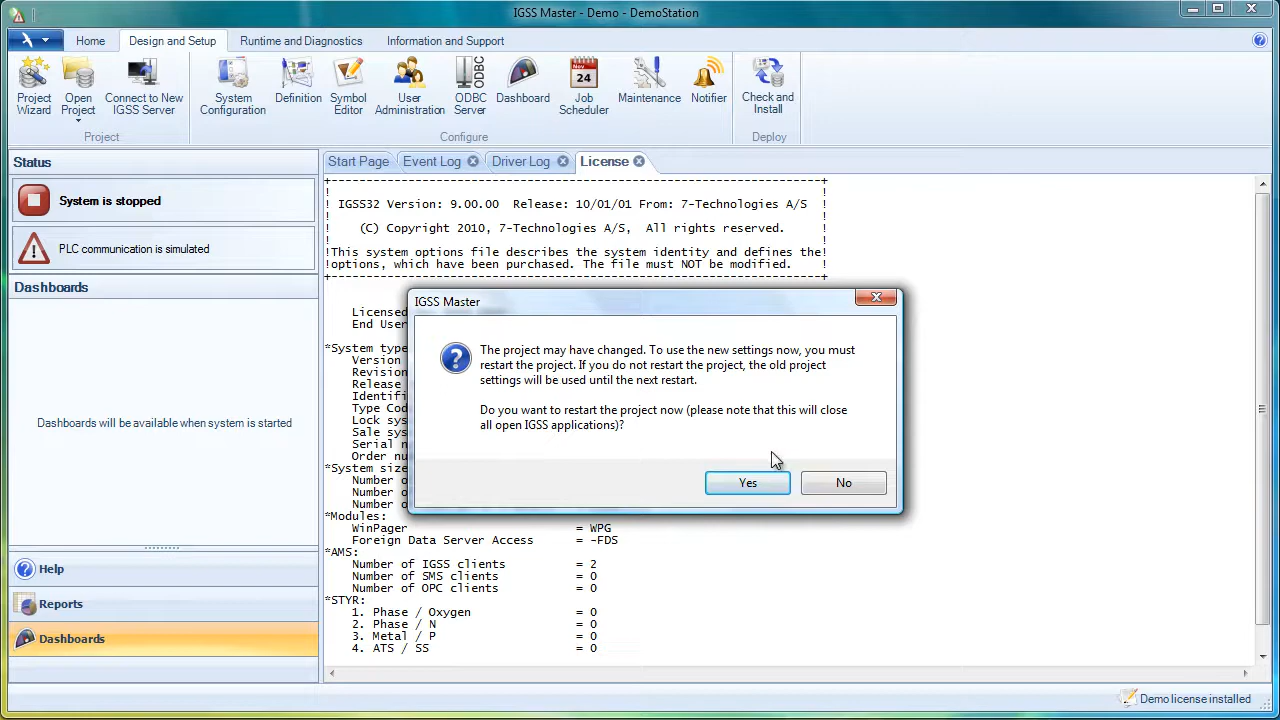 IGSS Master - Demo - DemoStation
Home
Design and Setup
Runtime and Diagnostics
Information and Support
Project Wizard
Open Project
Connect to New IGSS Server
System Configuration
Definition
Symbol Editor
User Administration
ODBC Server
Dashboard
Nov 24
Job Scheduler
Maintenance
Notifier
Check and Install
Project
Configure
Deploy
Status
System is stopped
PLC communication is simulated
Dashboards
Dashboards will be available when system is started
Help
Reports
Dashboards
Start Page
Event Log
Driver Log
License
+-----------------------------------------------------------------------+
! !
! IGSS32 Version: 9.00.00 Release: 10/01/01 From: 7-Technologies A/S !
! !
! (C) Copyright 2010, 7-Technologies A/S, All rights reserved. !
! !
!This system options file describes the system identity and defines the!
!options, which have been purchased. The file must NOT be modified. !
+-----------------------------------------------------------------------+
License
End User
*System type
Version
Revision
Release
Identifi
Type Code
Lock sys
Sale sys
Serial n
Order num
*System size
Number of
Number of
Number of
*Modules:
WinPager = WPG
Foreign Data Server Access = -FDS
*AMS:
Number of IGSS clients = 2
Number of SMS clients = 0
Number of OPC clients = 0
*STYR:
1. Phase / Oxygen = 0
2. Phase / N = 0
3. Metal / P = 0
4. ATS / SS = 0
IGSS Master
The project may have changed. To use the new settings now, you must
restart the project. If you do not restart the project, the old project
settings will be used until the next restart.
Do you want to restart the project now (please note that this will close
all open IGSS applications)?
Yes
No
Demo license installed